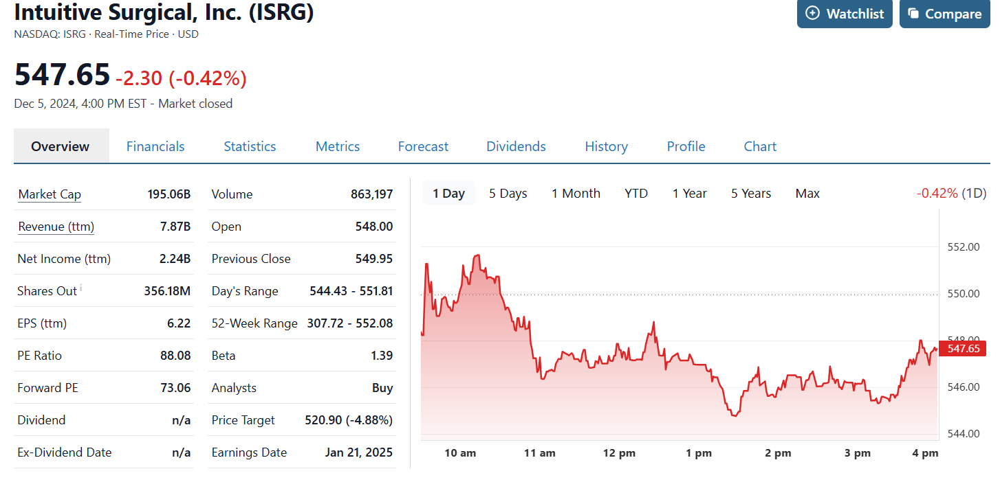 Intuitive Surgical, Inc. (ISRG)
Watchlist
Compare
NASDAQ: ISRG · Real-Time Price · USD
547.65 -2.30 (-0.42%)
Dec 5, 2024, 4:00 PM EST - Market closed
Overview Financials Statistics Metrics Forecast Dividends History Profile Chart
Market Cap 195.06B
Revenue (ttm) 7.87B
Net Income (ttm) 2.24B
Shares Out i 356.18M
EPS (ttm) 6.22
PE Ratio 88.08
Forward PE 73.06
Dividend n/a
Ex-Dividend Date n/a
Volume 863,197
Open 548.00
Previous Close 549.95
Day's Range 544.43 - 551.81
52-Week Range 307.72 - 552.08
Beta 1.39
Analysts Buy
Price Target 520.90 (-4.88%)
Earnings Date Jan 21, 2025
1 Day 5 Days 1 Month YTD 1 Year 5 Years Max -0.42% (1D)
552.00
550.00
548.00
547.65
546.00
544.00
10 am 11 am 12 pm 1 pm 2 pm 3 pm 4 pm